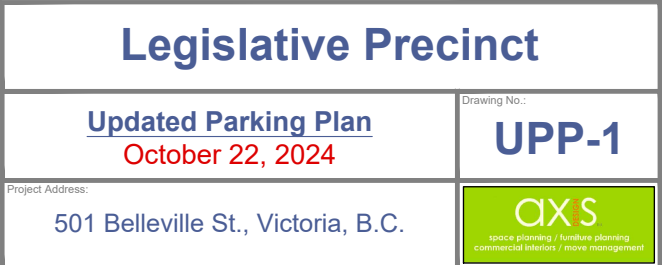 Legislative Precinct
Updated Parking Plan
October 22, 2024
Drawing No.:
UPP-1
Project Address:
501 Belleville St., Victoria, B.C.
axis
DESIGN
space planning / furniture planning
commercial interiors / move management